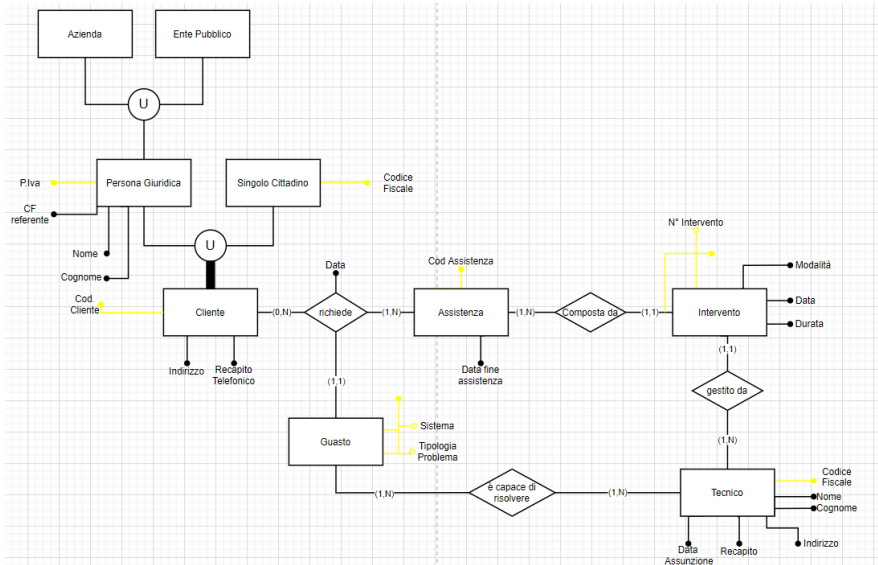 Azienda
Ente Pubblico
U
Persona Giuridica
Singolo Cittadino
P.Iva
Codice
Fiscale
CF
referente
Nome
Cognome
U
Cod.
Cliente
Cliente
Indirizzo
Recapito
Telefonico
(0,N)
Data
richiede
(1,N)
Cod Assistenza
Assistenza
Data fine
assistenza
(1,N)
Composta da
(1,1)
N° Intervento
Intervento
Modalità
Data
Durata
(1,1)
gestito da
(1,N)
(1,1)
Guasto
Sistema
Tipologia
Problema
(1,N)
è capace di
risolvere
(1,N)
Tecnico
Codice
Fiscale
Nome
Cognome
Indirizzo
Data
Assunzione
Recapito